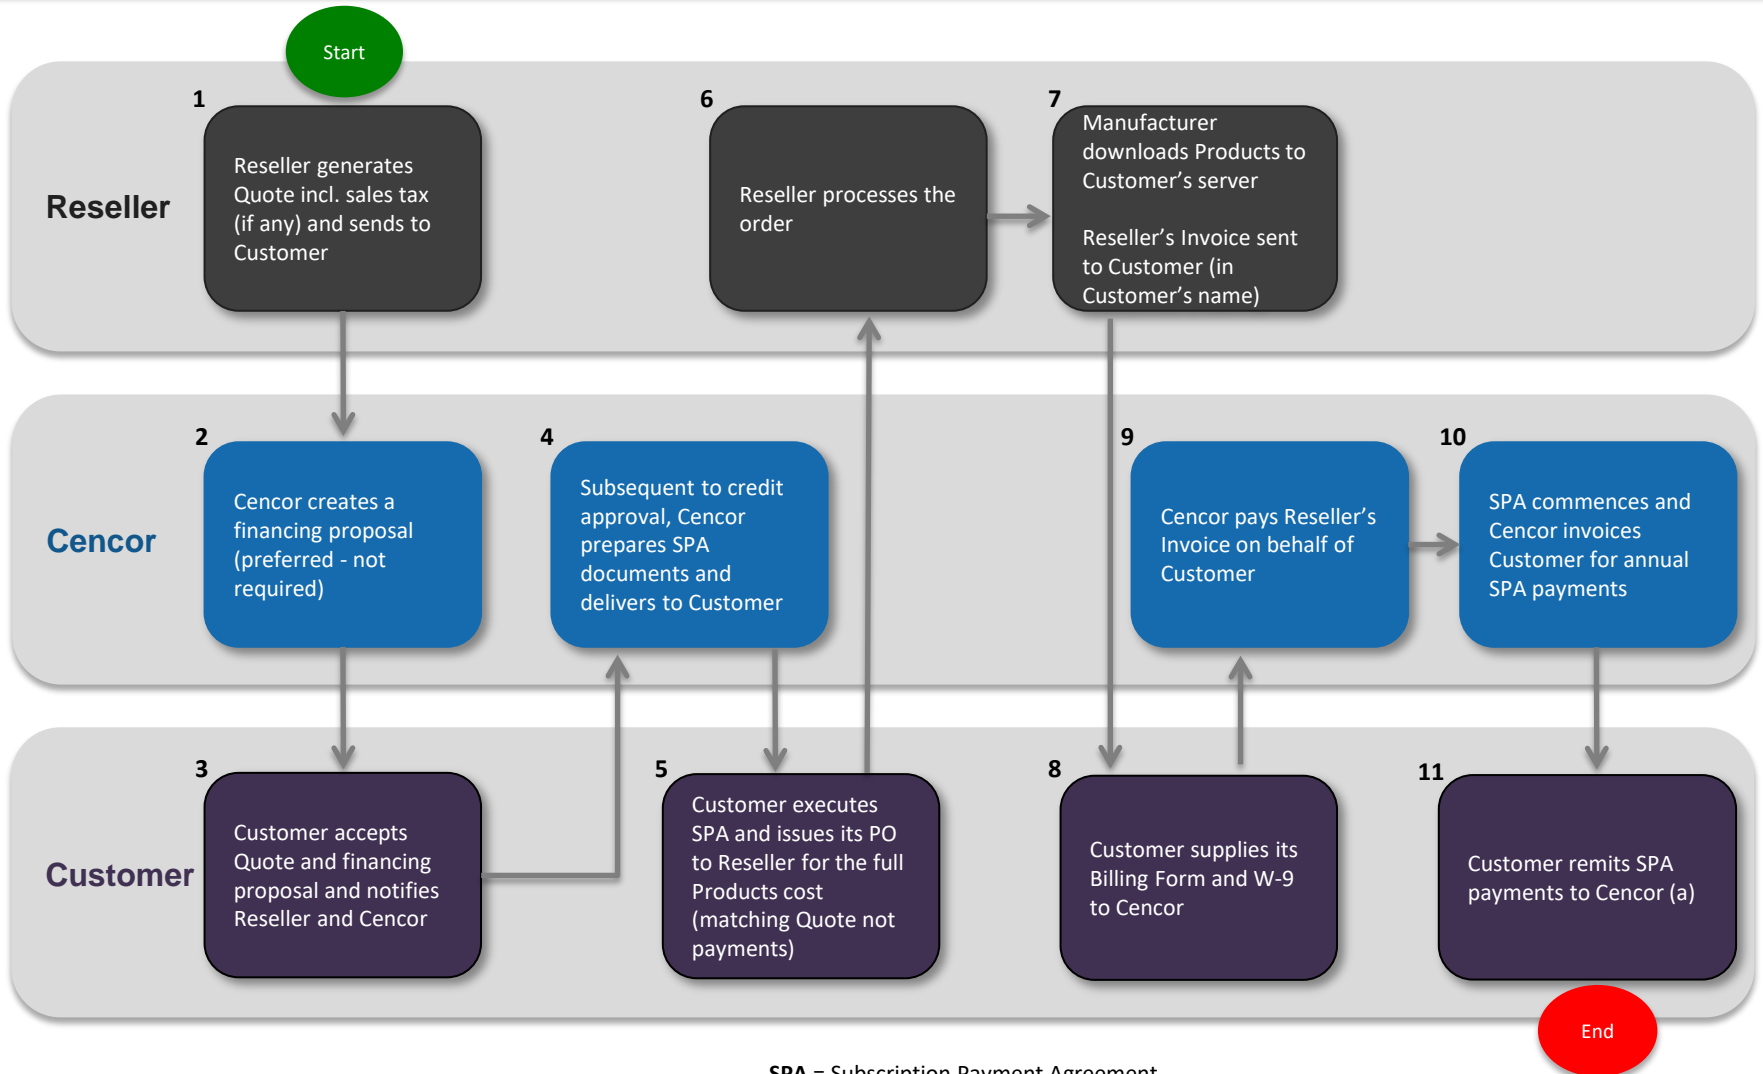 Start
Reseller
1
Reseller generates
Quote incl. sales tax
(if any) and sends to
Customer
6
Reseller processes the
order
7
Manufacturer
downloads Products to
Customer’s server
Reseller’s Invoice sent
to Customer (in
Customer’s name)
Cencor
2
Cencor creates a
financing proposal
(preferred - not
required)
4
Subsequent to credit
approval, Cencor
prepares SPA
documents and
delivers to Customer
9
Cencor pays Reseller’s
Invoice on behalf of
Customer
10
SPA commences and
Cencor invoices
Customer for annual
SPA payments
Customer
3
Customer accepts
Quote and financing
proposal and notifies
Reseller and Cencor
5
Customer executes
SPA and issues its PO
to Reseller for the full
Products cost
(matching Quote not
payments)
8
Customer supplies its
Billing Form and W-9
to Cencor
11
Customer remits SPA
payments to Cencor (a)
End
SPA = Subscription Payment Agreement